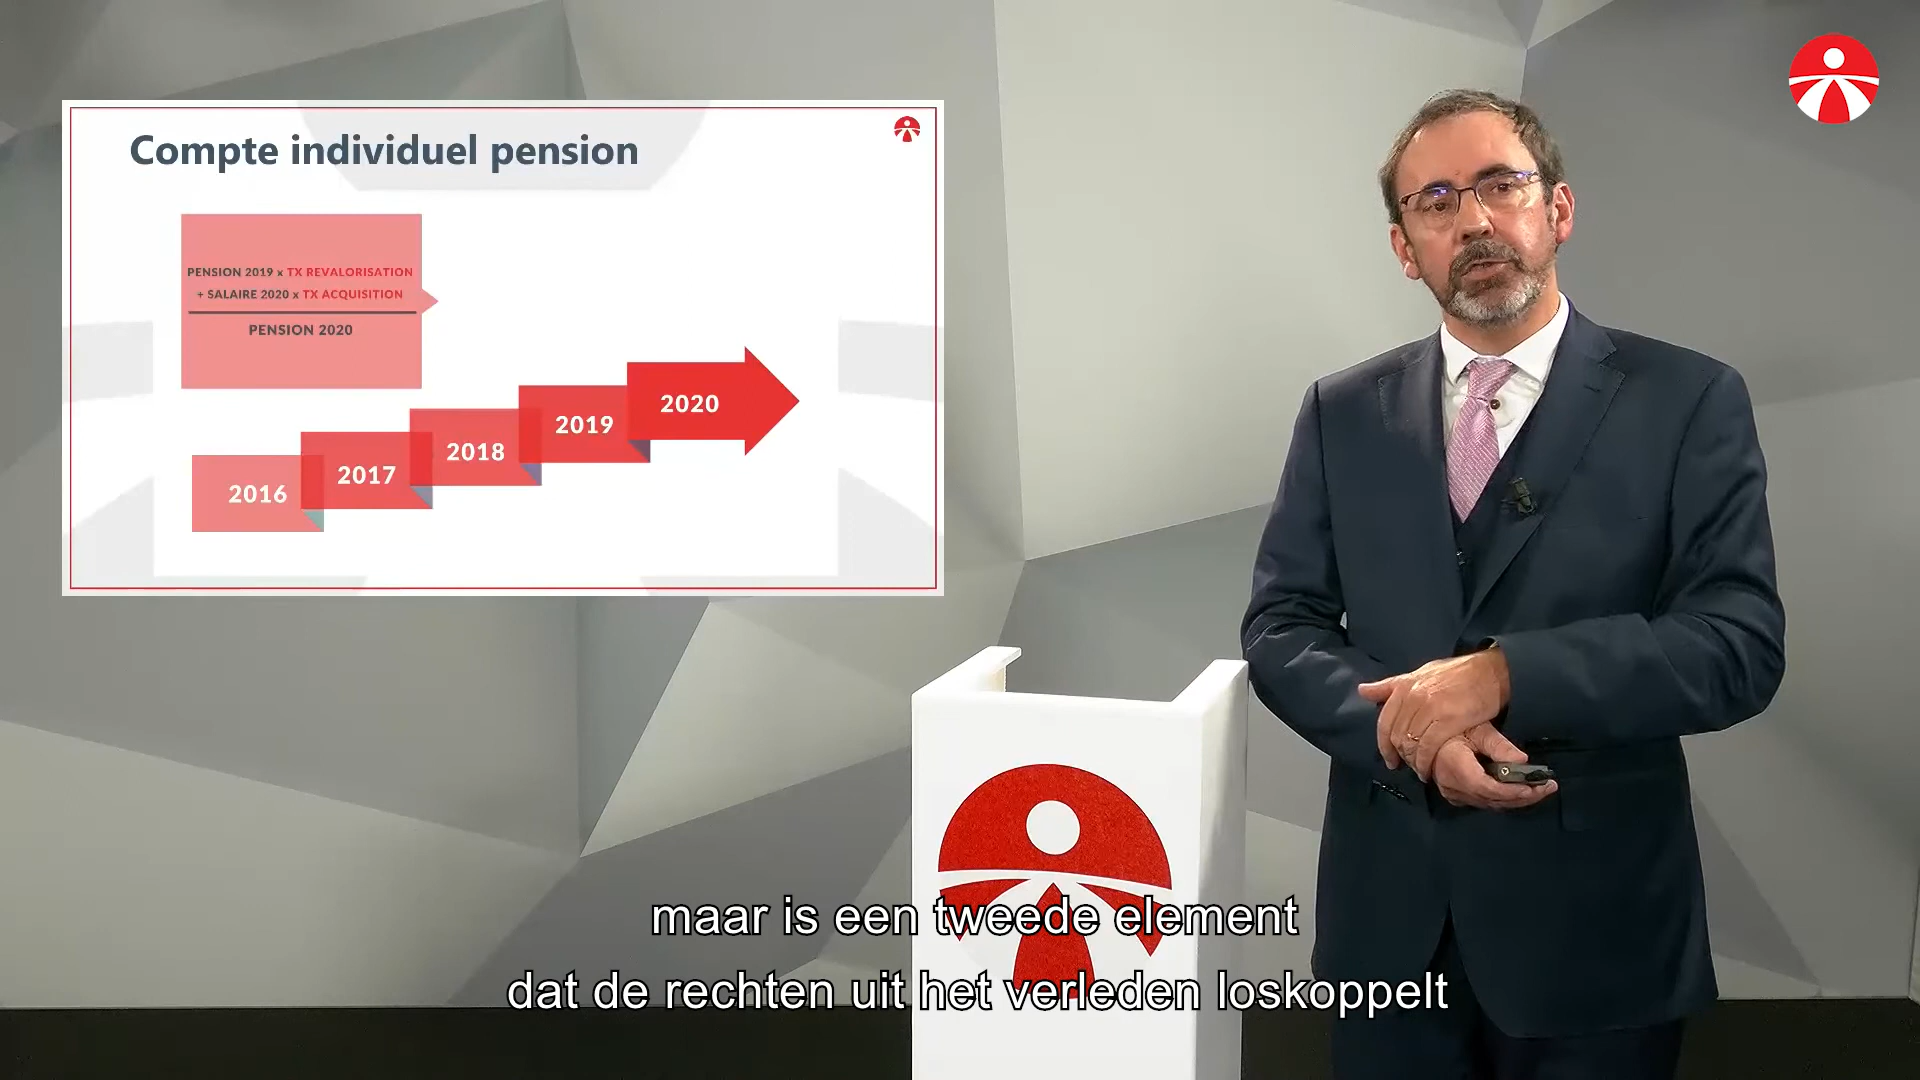 Compte individuel pension
PENSION 2019 x TX REVALORISATION
+ SALAIRE 2020 x TX ACQUISITION
PENSION 2020
2016
2017
2018
2019
2020
maar is een tweede element
dat de rechten uit het verleden loskoppelt